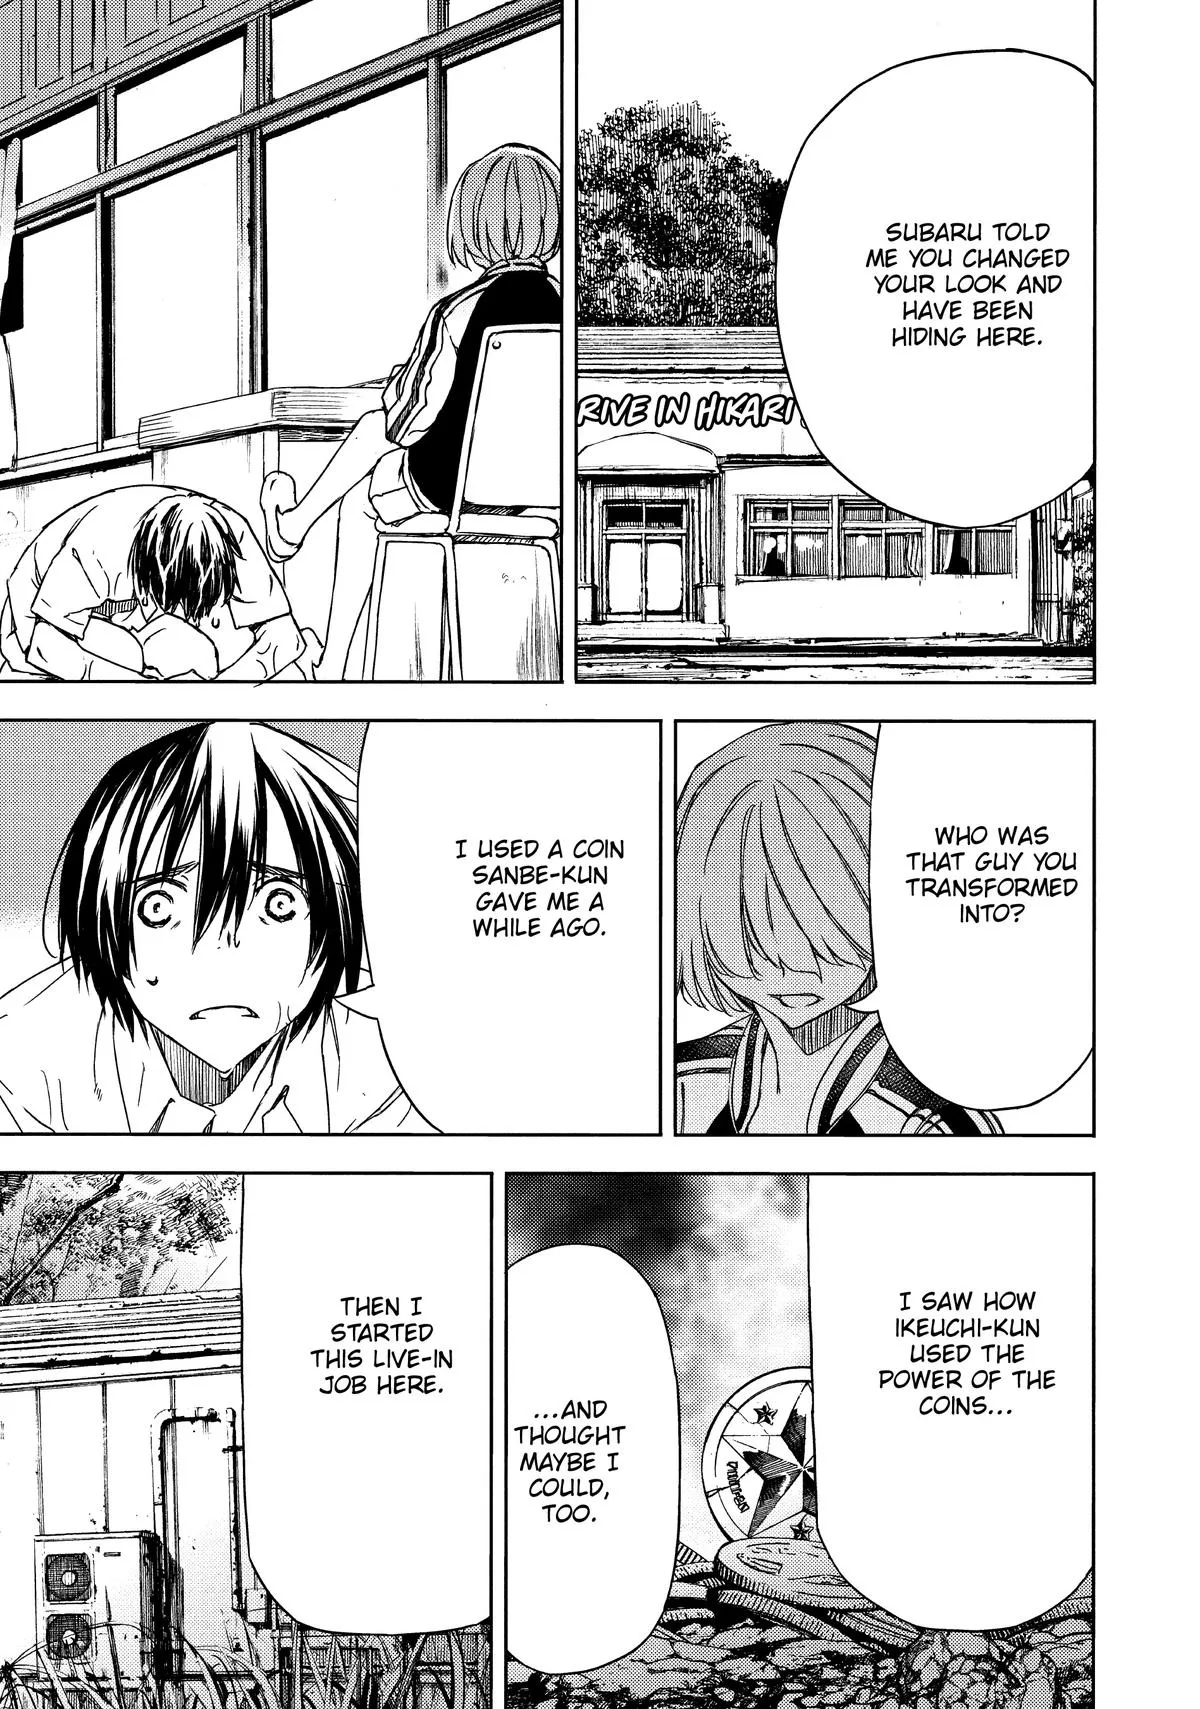 SUBARU TOLD
ME YOU CHANGED
YOUR LOOK AND
HAVE BEEN
HIDING HERE.
RIVE IN HIKARI
WHO WAS
THAT GUY YOU
TRANSFORMED
INTO?
I USED A COIN
SANBE-KUN
GAVE ME A
WHILE AGO.
I SAW HOW
IKEUCHI-KUN
USED THE
POWER OF THE
COINS...
...AND
THOUGHT
MAYBE I
COULD,
TOO.
THEN I
STARTED
THIS LIVE-IN
JOB HERE.